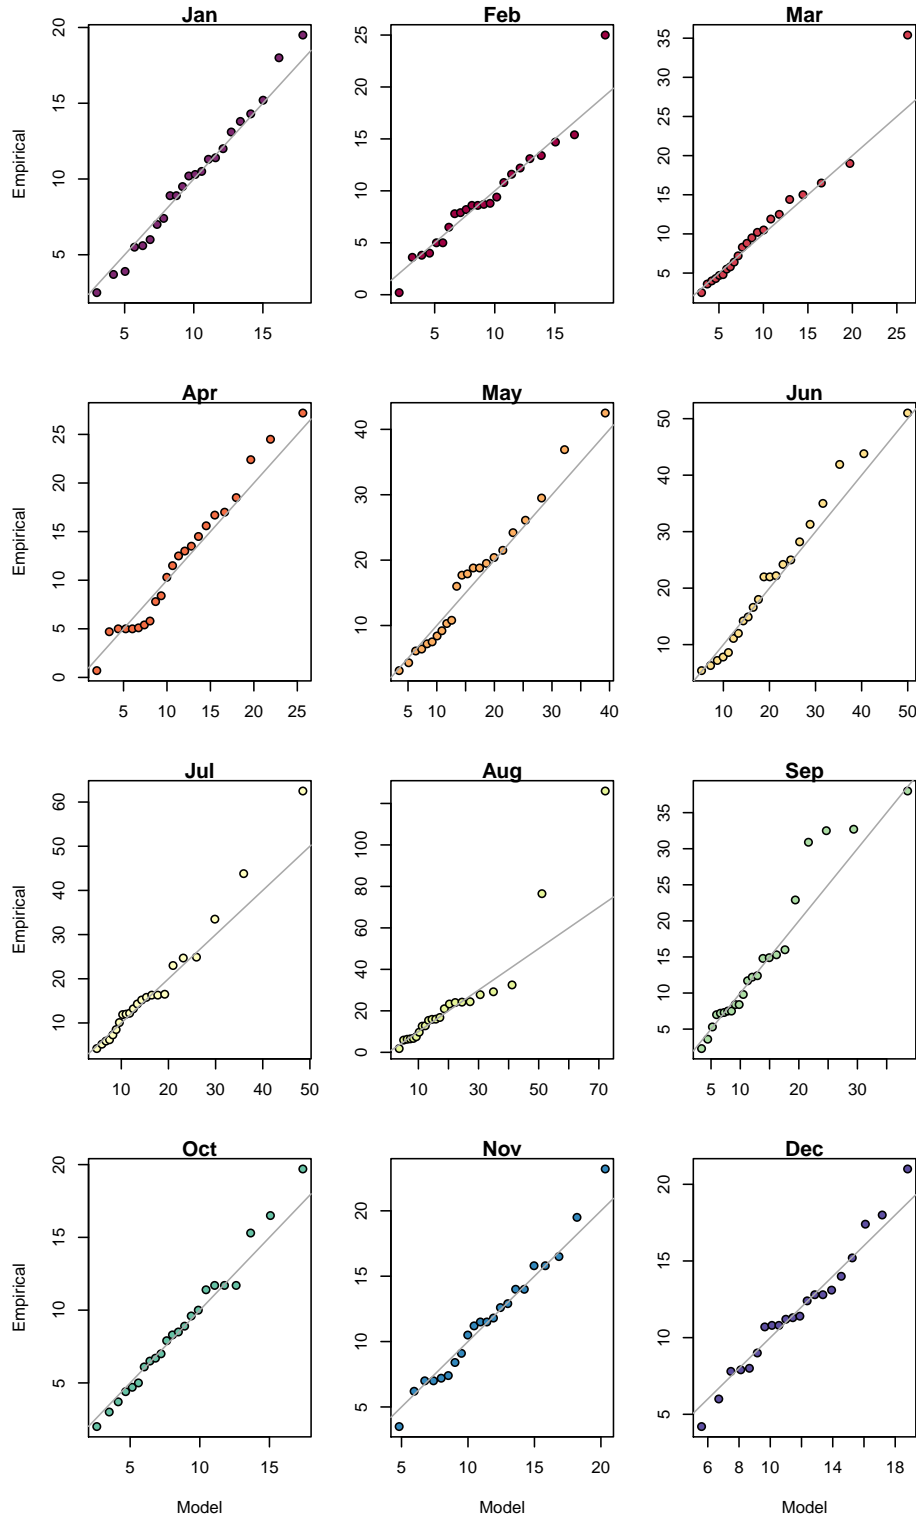 Jan Feb Mar
Empirical
5 10 15 20
0 5 10 15 20 25
5 10 15 20 25 30 35
5 10 15
5 10 15
5 10 15 20 25
Apr May Jun
Empirical
0 5 10 15 20 25
10 20 30 40
10 20 30 40 50
5 10 15 20 25
5 10 20 30 40
10 20 30 40 50
Jul Aug Sep
Empirical
10 20 30 40 50 60
0 20 40 60 80 100
5 10 15 20 25 30 35
10 20 30 40 50
10 30 50 70
5 10 20 30
Oct Nov Dec
Empirical
5 10 15 20
5 10 15 20
5 10 15 20
5 10 15
5 10 15 20
6 8 10 14 18
Model Model Model